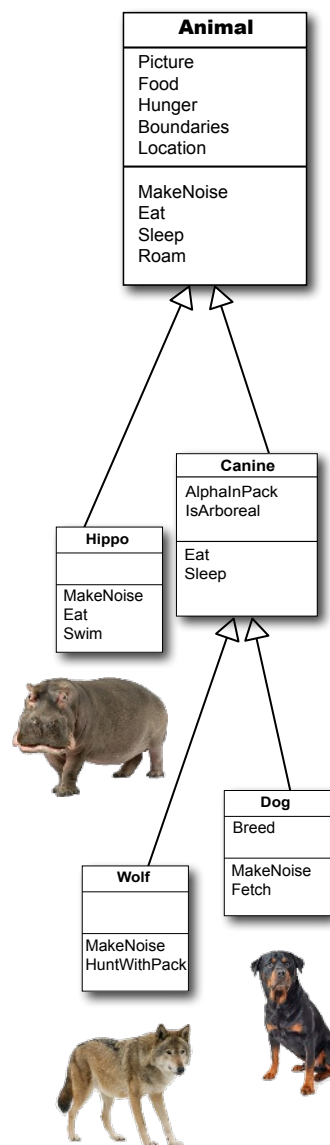 Animal
Picture
Food
Hunger
Boundaries
Location
MakeNoise
Eat
Sleep
Roam
Canine
AlphaInPack
IsArboreal
Eat
Sleep
Hippo
MakeNoise
Eat
Swim
Dog
Breed
MakeNoise
Fetch
Wolf
MakeNoise
HuntWithPack